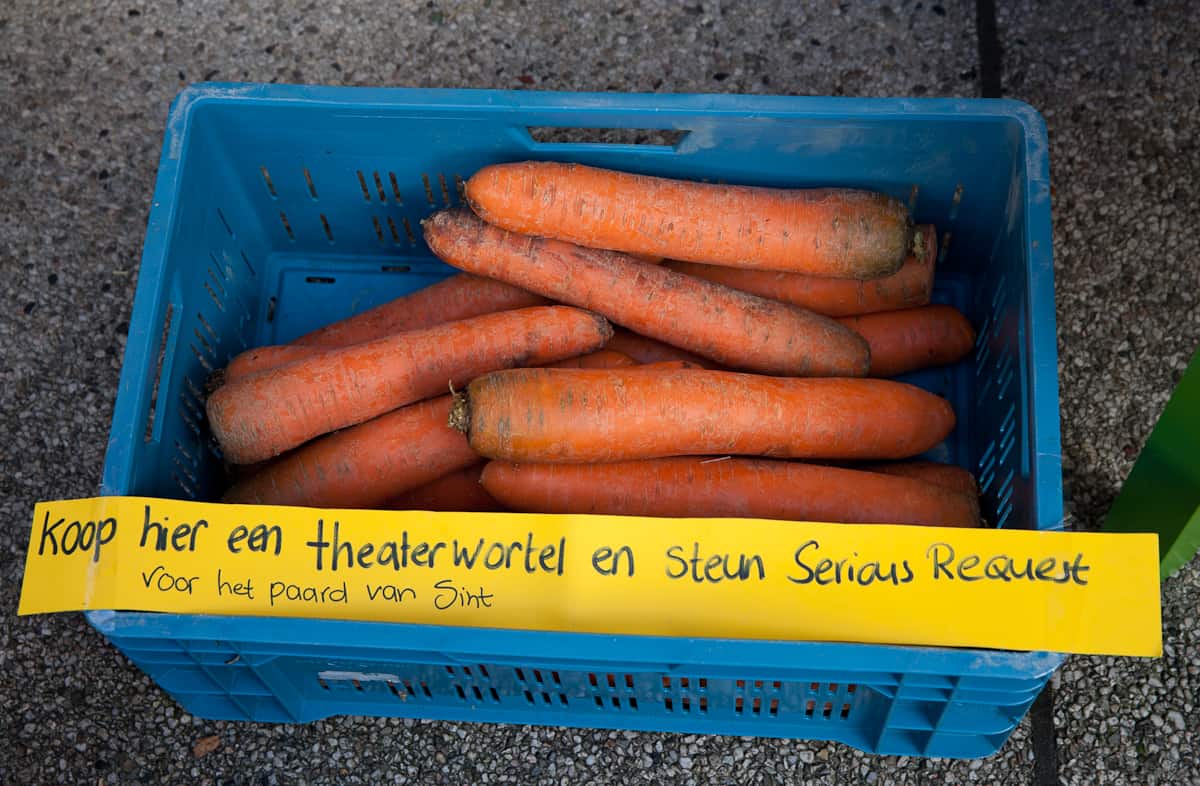 Koop hier een theaterwortel en steun Serious Request
voor het paard van Sint